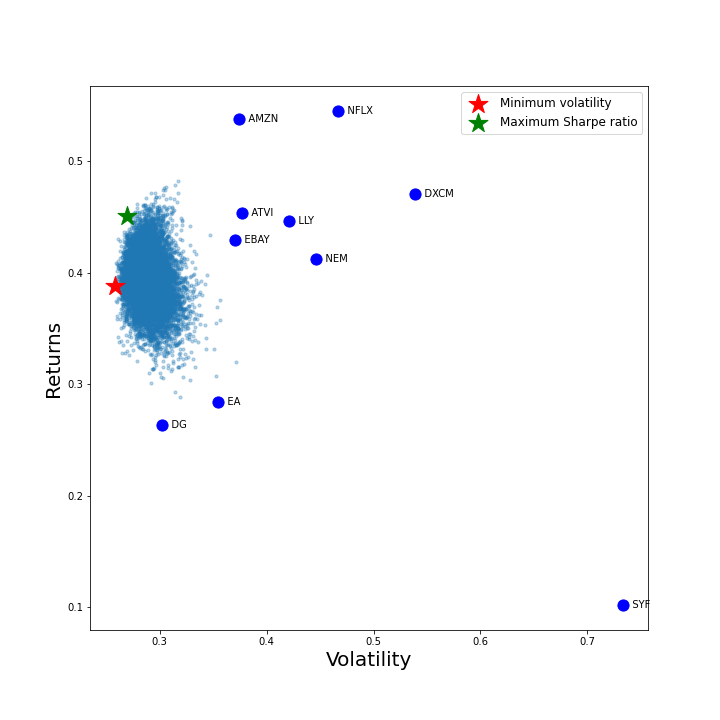 Minimum volatility
Maximum Sharpe ratio
NFLX
AMZN
0.5
DXCM
ATVI
LLY
EBAY
NEM
0.4
Returns
0.3
EA
DG
0.2
0.1
SYF
0.3 0.4 0.5 0.6 0.7
Volatility